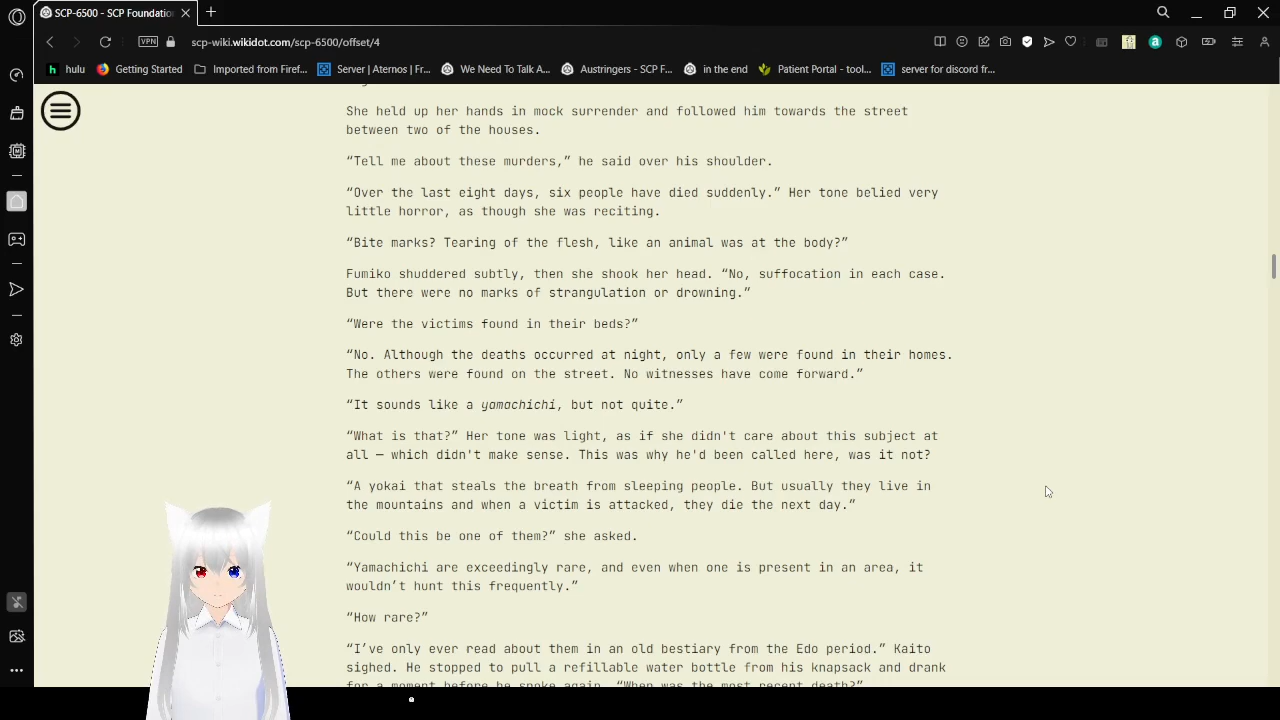 SCP-6500 - SCP Foundatio
VPN
scp-wiki.wikidot.com/scp-6500/offset/4
hulu
Getting Started
Imported from Firef...
Server | Aternos | Fr...
We Need To Talk A...
Austringers - SCP F...
in the end
Patient Portal - tool...
server for discord fr...
She held up her hands in mock surrender and followed him towards the street
between two of the houses.
“Tell me about these murders,” he said over his shoulder.
“Over the last eight days, six people have died suddenly.” Her tone belied very
little horror, as though she was reciting.
“Bite marks? Tearing of the flesh, like an animal was at the body?”
Fumiko shuddered subtly, then she shook her head. “No, suffocation in each case.
But there were no marks of strangulation or drowning.”
“Were the victims found in their beds?”
“No. Although the deaths occurred at night, only a few were found in their homes.
The others were found on the street. No witnesses have come forward.”
“It sounds like a yamachichi, but not quite.”
“What is that?” Her tone was light, as if she didn't care about this subject at
all — which didn't make sense. This was why he'd been called here, was it not?
“A yokai that steals the breath from sleeping people. But usually they live in
the mountains and when a victim is attacked, they die the next day.”
“Could this be one of them?” she asked.
“Yamachichi are exceedingly rare, and even when one is present in an area, it
wouldn’t hunt this frequently.”
“How rare?”
“I’ve only ever read about them in an old bestiary from the Edo period.” Kaito
sighed. He stopped to pull a refillable water bottle from his knapsack and drank
for a moment before he spoke again. “When was the most recent death?”